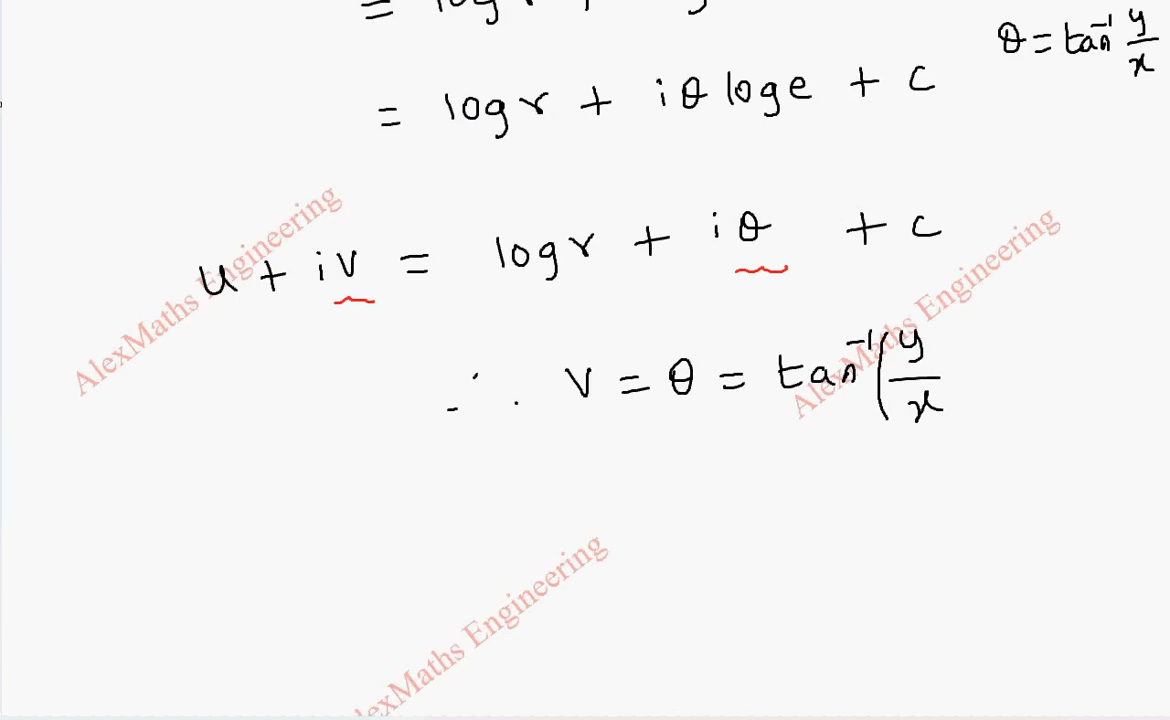 θ = tan⁻¹ y/x
= log r + iθ log e + c
u + iv = log r + iθ + c
∴ v = θ = tan⁻¹(y/x
AlexMaths Engineering
AlexMaths Engineering
AlexMaths Engineering